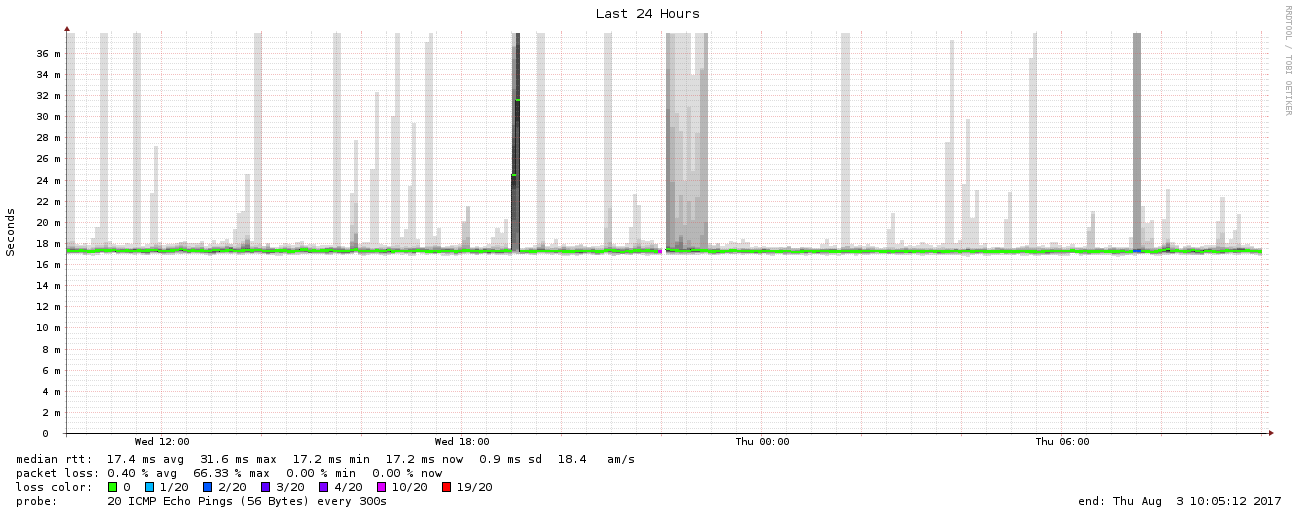 Last 24 Hours
RRDTOOL / TOBI OETIKER
Seconds
36 m
34 m
32 m
30 m
28 m
26 m
24 m
22 m
20 m
18 m
16 m
14 m
12 m
10 m
8 m
6 m
4 m
2 m
0
Wed 12:00 Wed 18:00 Thu 00:00 Thu 06:00
median rtt: 17.4 ms avg 31.6 ms max 17.2 ms min 17.2 ms now 0.9 ms sd 18.4 am/s
packet loss: 0.40 % avg 66.33 % max 0.00 % min 0.00 % now
loss color: 0 1/20 2/20 3/20 4/20 10/20 19/20
probe: 20 ICMP Echo Pings (56 Bytes) every 300s end: Thu Aug 3 10:05:12 2017